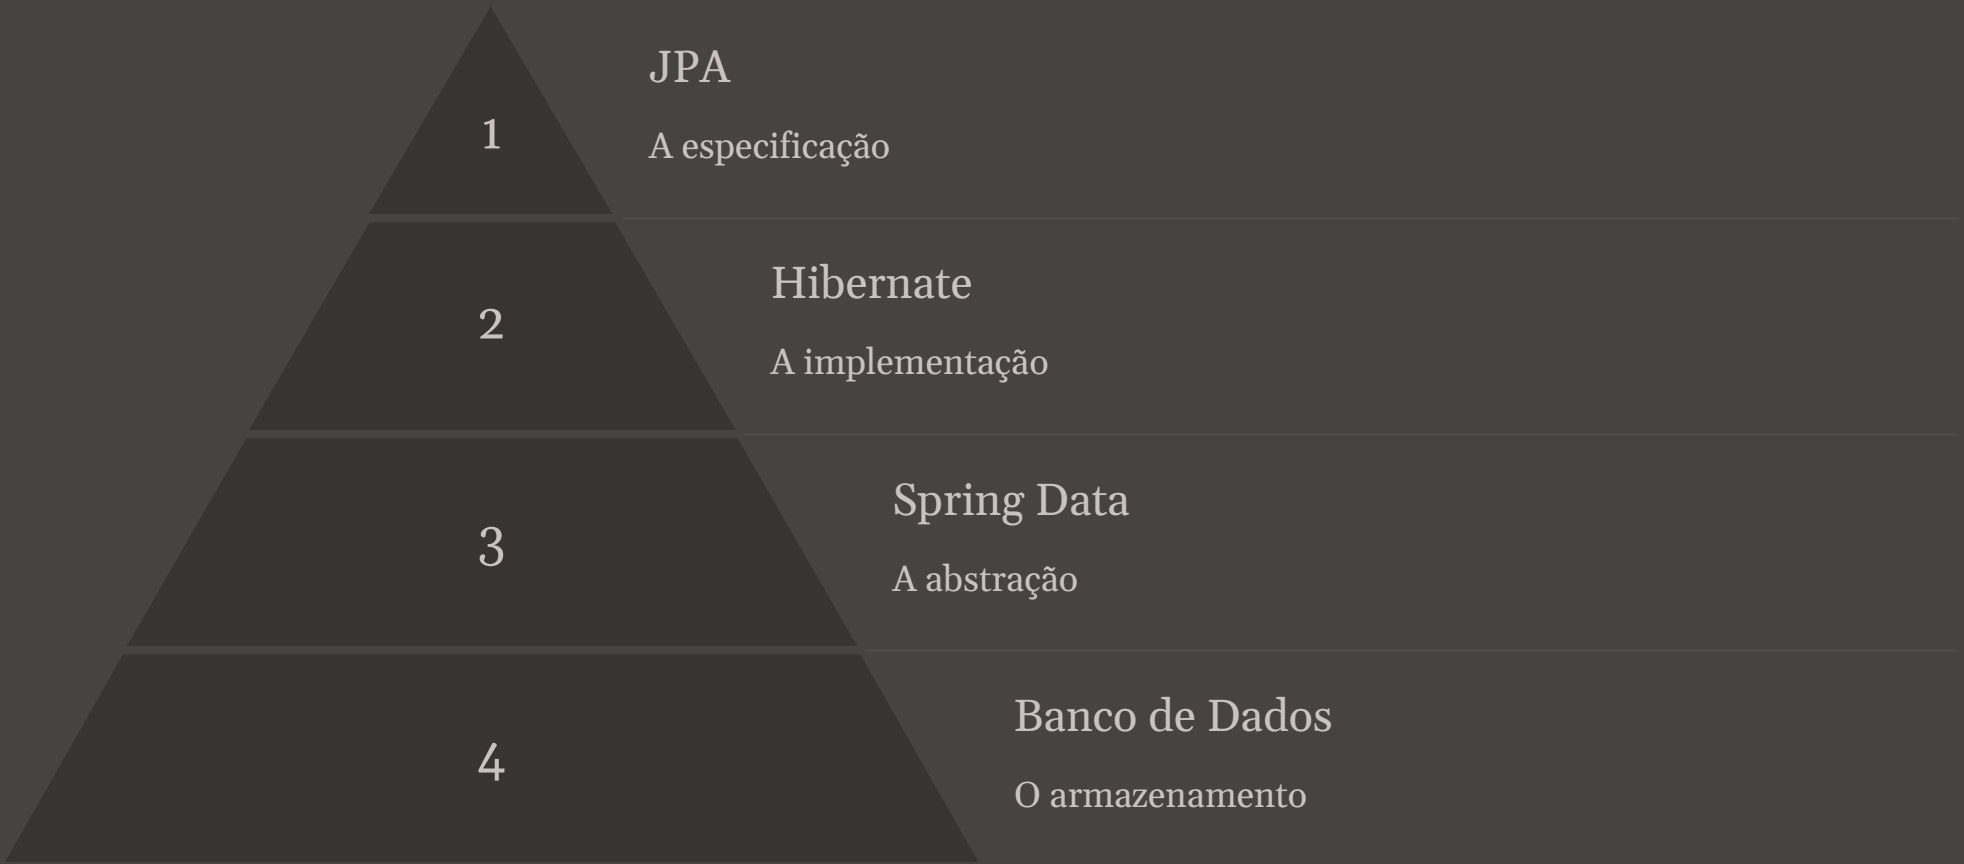 1
JPA
A especificação
2
Hibernate
A implementação
3
Spring Data
A abstração
4
Banco de Dados
O armazenamento